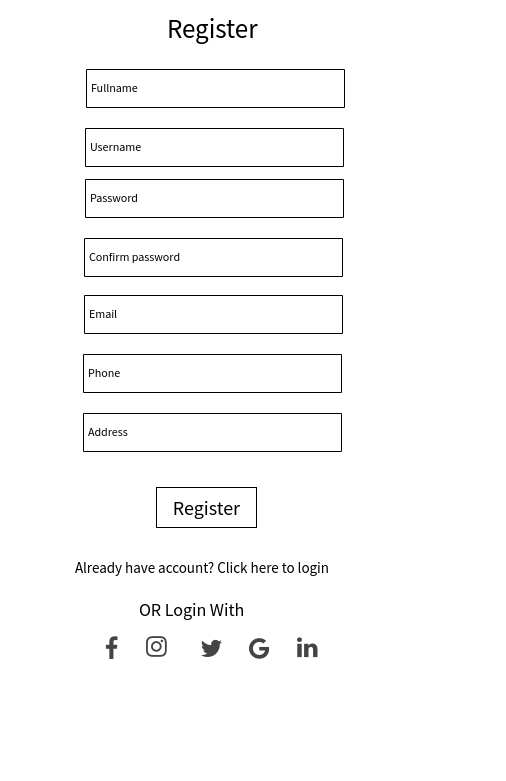 Register
Fullname
Username
Password
Confirm password
Email
Phone
Address
Register
Already have account? Click here to login
OR Login With